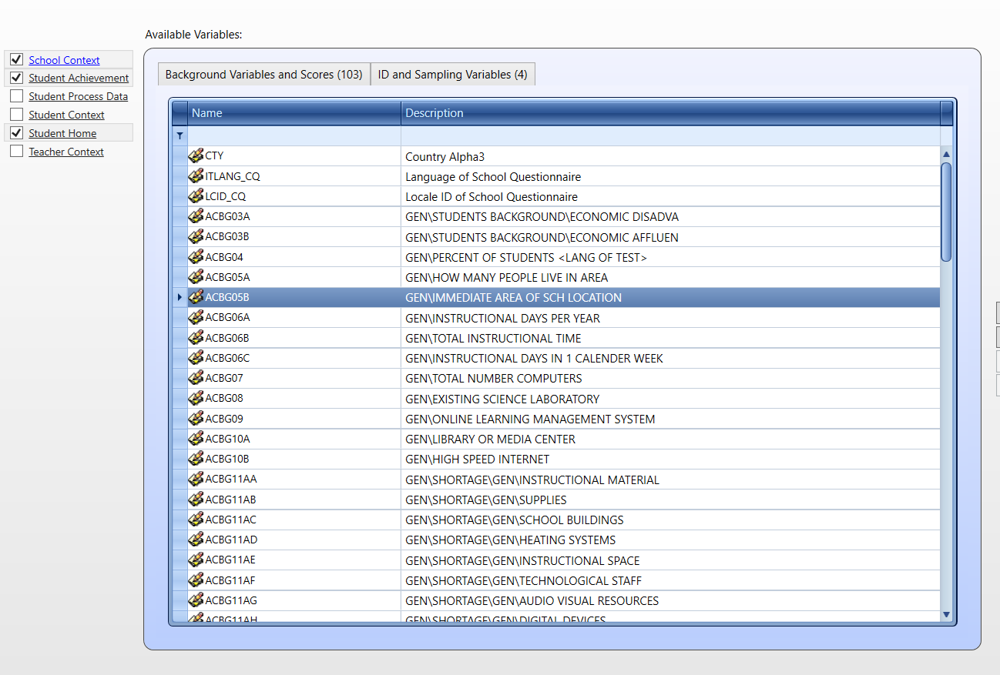 Available Variables:
School Context
Student Achievement
Student Process Data
Student Context
Student Home
Teacher Context
Background Variables and Scores (103) ID and Sampling Variables (4)
Name Description
CTY Country Alpha3
ITLANG_CQ Language of School Questionnaire
LCID_CQ Locale ID of School Questionnaire
ACBG03A GEN\STUDENTS BACKGROUND\ECONOMIC DISADVA
ACBG03B GEN\STUDENTS BACKGROUND\ECONOMIC AFFLUEN
ACBG04 GEN\PERCENT OF STUDENTS <LANG OF TEST>
ACBG05A GEN\HOW MANY PEOPLE LIVE IN AREA
ACBG05B GEN\IMMEDIATE AREA OF SCH LOCATION
ACBG06A GEN\INSTRUCTIONAL DAYS PER YEAR
ACBG06B GEN\TOTAL INSTRUCTIONAL TIME
ACBG06C GEN\INSTRUCTIONAL DAYS IN 1 CALENDER WEEK
ACBG07 GEN\TOTAL NUMBER COMPUTERS
ACBG08 GEN\EXISTING SCIENCE LABORATORY
ACBG09 GEN\ONLINE LEARNING MANAGEMENT SYSTEM
ACBG10A GEN\LIBRARY OR MEDIA CENTER
ACBG10B GEN\HIGH SPEED INTERNET
ACBG11AA GEN\SHORTAGE\GEN\INSTRUCTIONAL MATERIAL
ACBG11AB GEN\SHORTAGE\GEN\SUPPLIES
ACBG11AC GEN\SHORTAGE\GEN\SCHOOL BUILDINGS
ACBG11AD GEN\SHORTAGE\GEN\HEATING SYSTEMS
ACBG11AE GEN\SHORTAGE\GEN\INSTRUCTIONAL SPACE
ACBG11AF GEN\SHORTAGE\GEN\TECHNOLOGICAL STAFF
ACBG11AG GEN\SHORTAGE\GEN\AUDIO VISUAL RESOURCES
ACBG11AH GEN\SHORTAGE\GEN\DIGITAL DEVICES